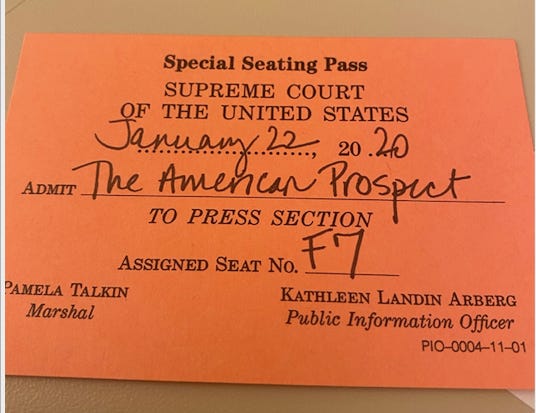 Special Seating Pass
SUPREME COURT
OF THE UNITED STATES
January 22, 20 20
ADMIT The American Prospect
TO PRESS SECTION
ASSIGNED SEAT NO. F7
PAMELA TALKIN KATHLEEN LANDIN ARBERG
Marshal Public Information Officer
PIO–0004–11–01